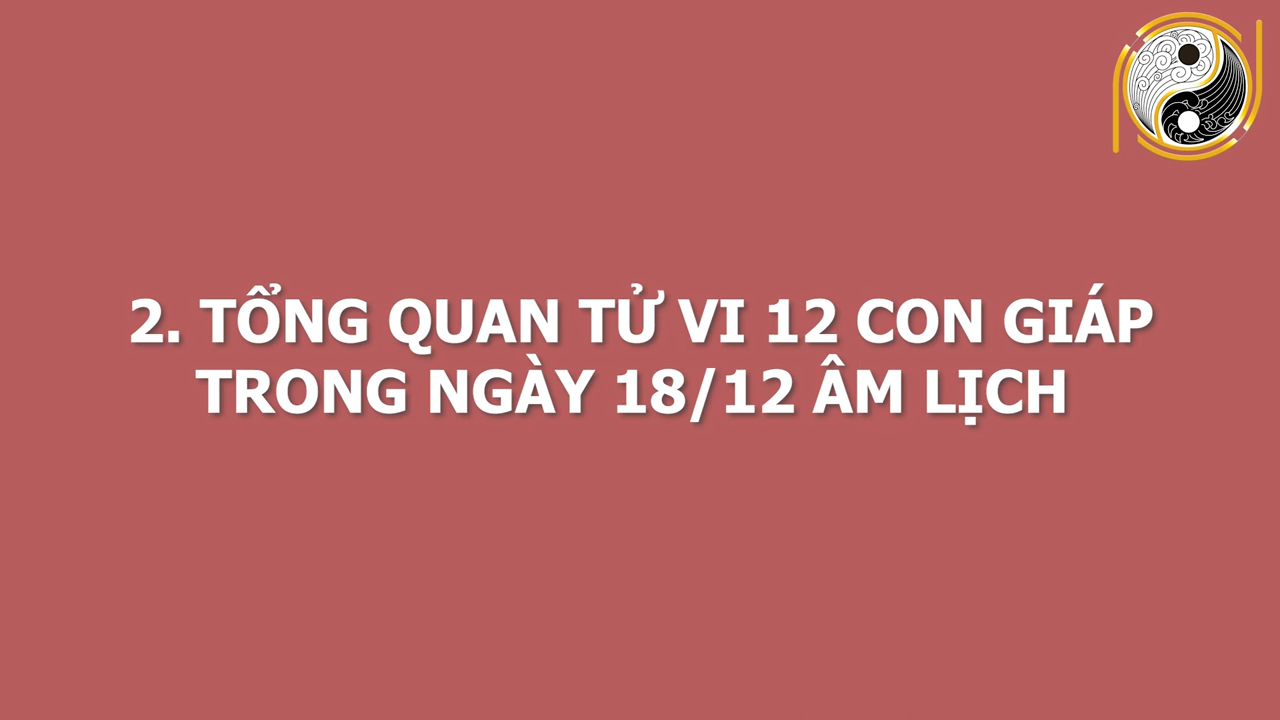 2. TỔNG QUAN TỬ VI 12 CON GIÁP
TRONG NGÀY 18/12 ÂM LỊCH